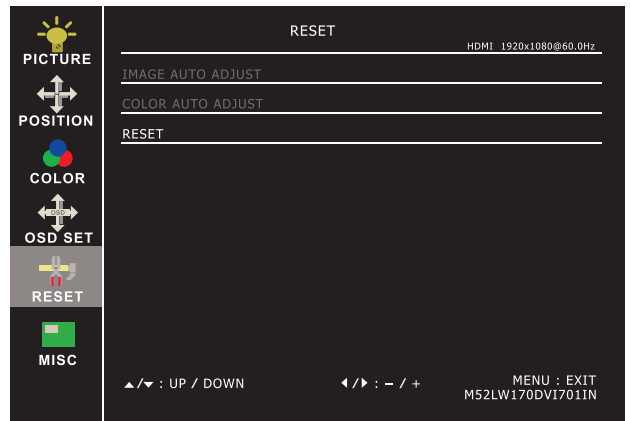 PICTURE
POSITION
COLOR
OSD
OSD SET
RESET
MISC
RESET
HDMI 1920x1080@60.0Hz
IMAGE AUTO ADJUST
COLOR AUTO ADJUST
RESET
▲/▼ : UP / DOWN
◀/▶ : – / +
MENU : EXIT
M52LW170DVI701IN